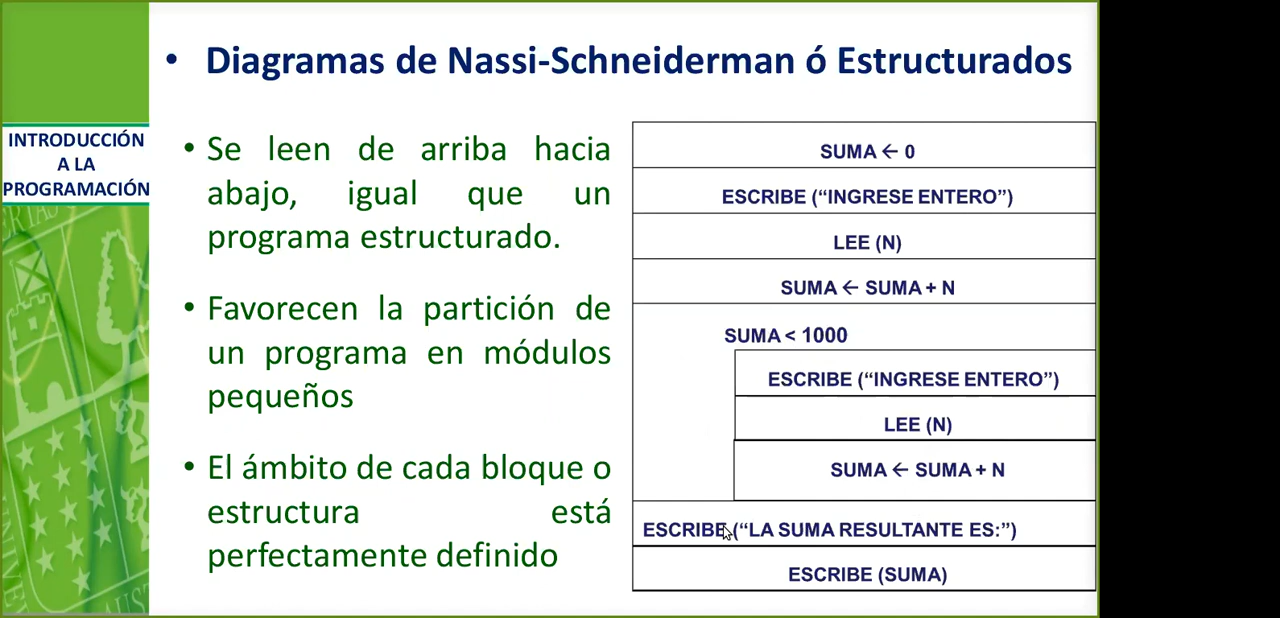 • Diagramas de Nassi-Schneiderman ó Estructurados
INTRODUCCIÓN
A LA
PROGRAMACIÓN
• Se leen de arriba hacia
abajo, igual que un
programa estructurado.
• Favorecen la partición de
un programa en módulos
pequeños
• El ámbito de cada bloque o
estructura está
perfectamente definido
SUMA ← 0
ESCRIBE (“INGRESE ENTERO”)
LEE (N)
SUMA ← SUMA + N
SUMA < 1000
ESCRIBE (“INGRESE ENTERO”)
LEE (N)
SUMA ← SUMA + N
ESCRIBE (“LA SUMA RESULTANTE ES:”)
ESCRIBE (SUMA)